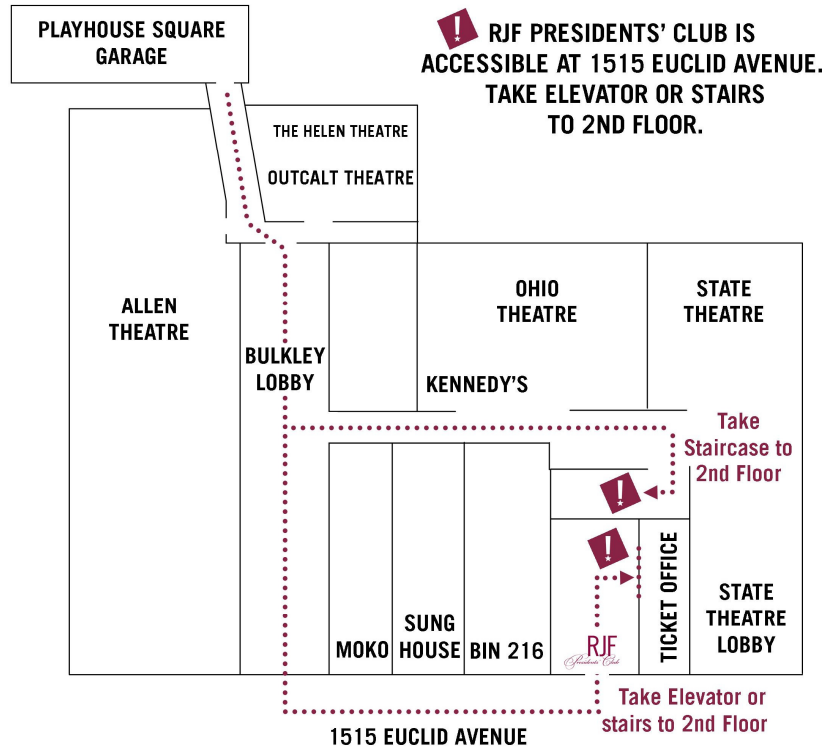 PLAYHOUSE SQUARE
GARAGE
! RJF PRESIDENTS' CLUB IS
ACCESSIBLE AT 1515 EUCLID AVENUE.
TAKE ELEVATOR OR STAIRS
TO 2ND FLOOR.
THE HELEN THEATRE
OUTCALT THEATRE
ALLEN
THEATRE
BULKLEY
LOBBY
OHIO
THEATRE
STATE
THEATRE
KENNEDY'S
Take
Staircase to
2nd Floor
!
!
MOKO
SUNG
HOUSE
BIN 216
RJF
Presidents' Club
TICKET OFFICE
STATE
THEATRE
LOBBY
Take Elevator or
stairs to 2nd Floor
1515 EUCLID AVENUE